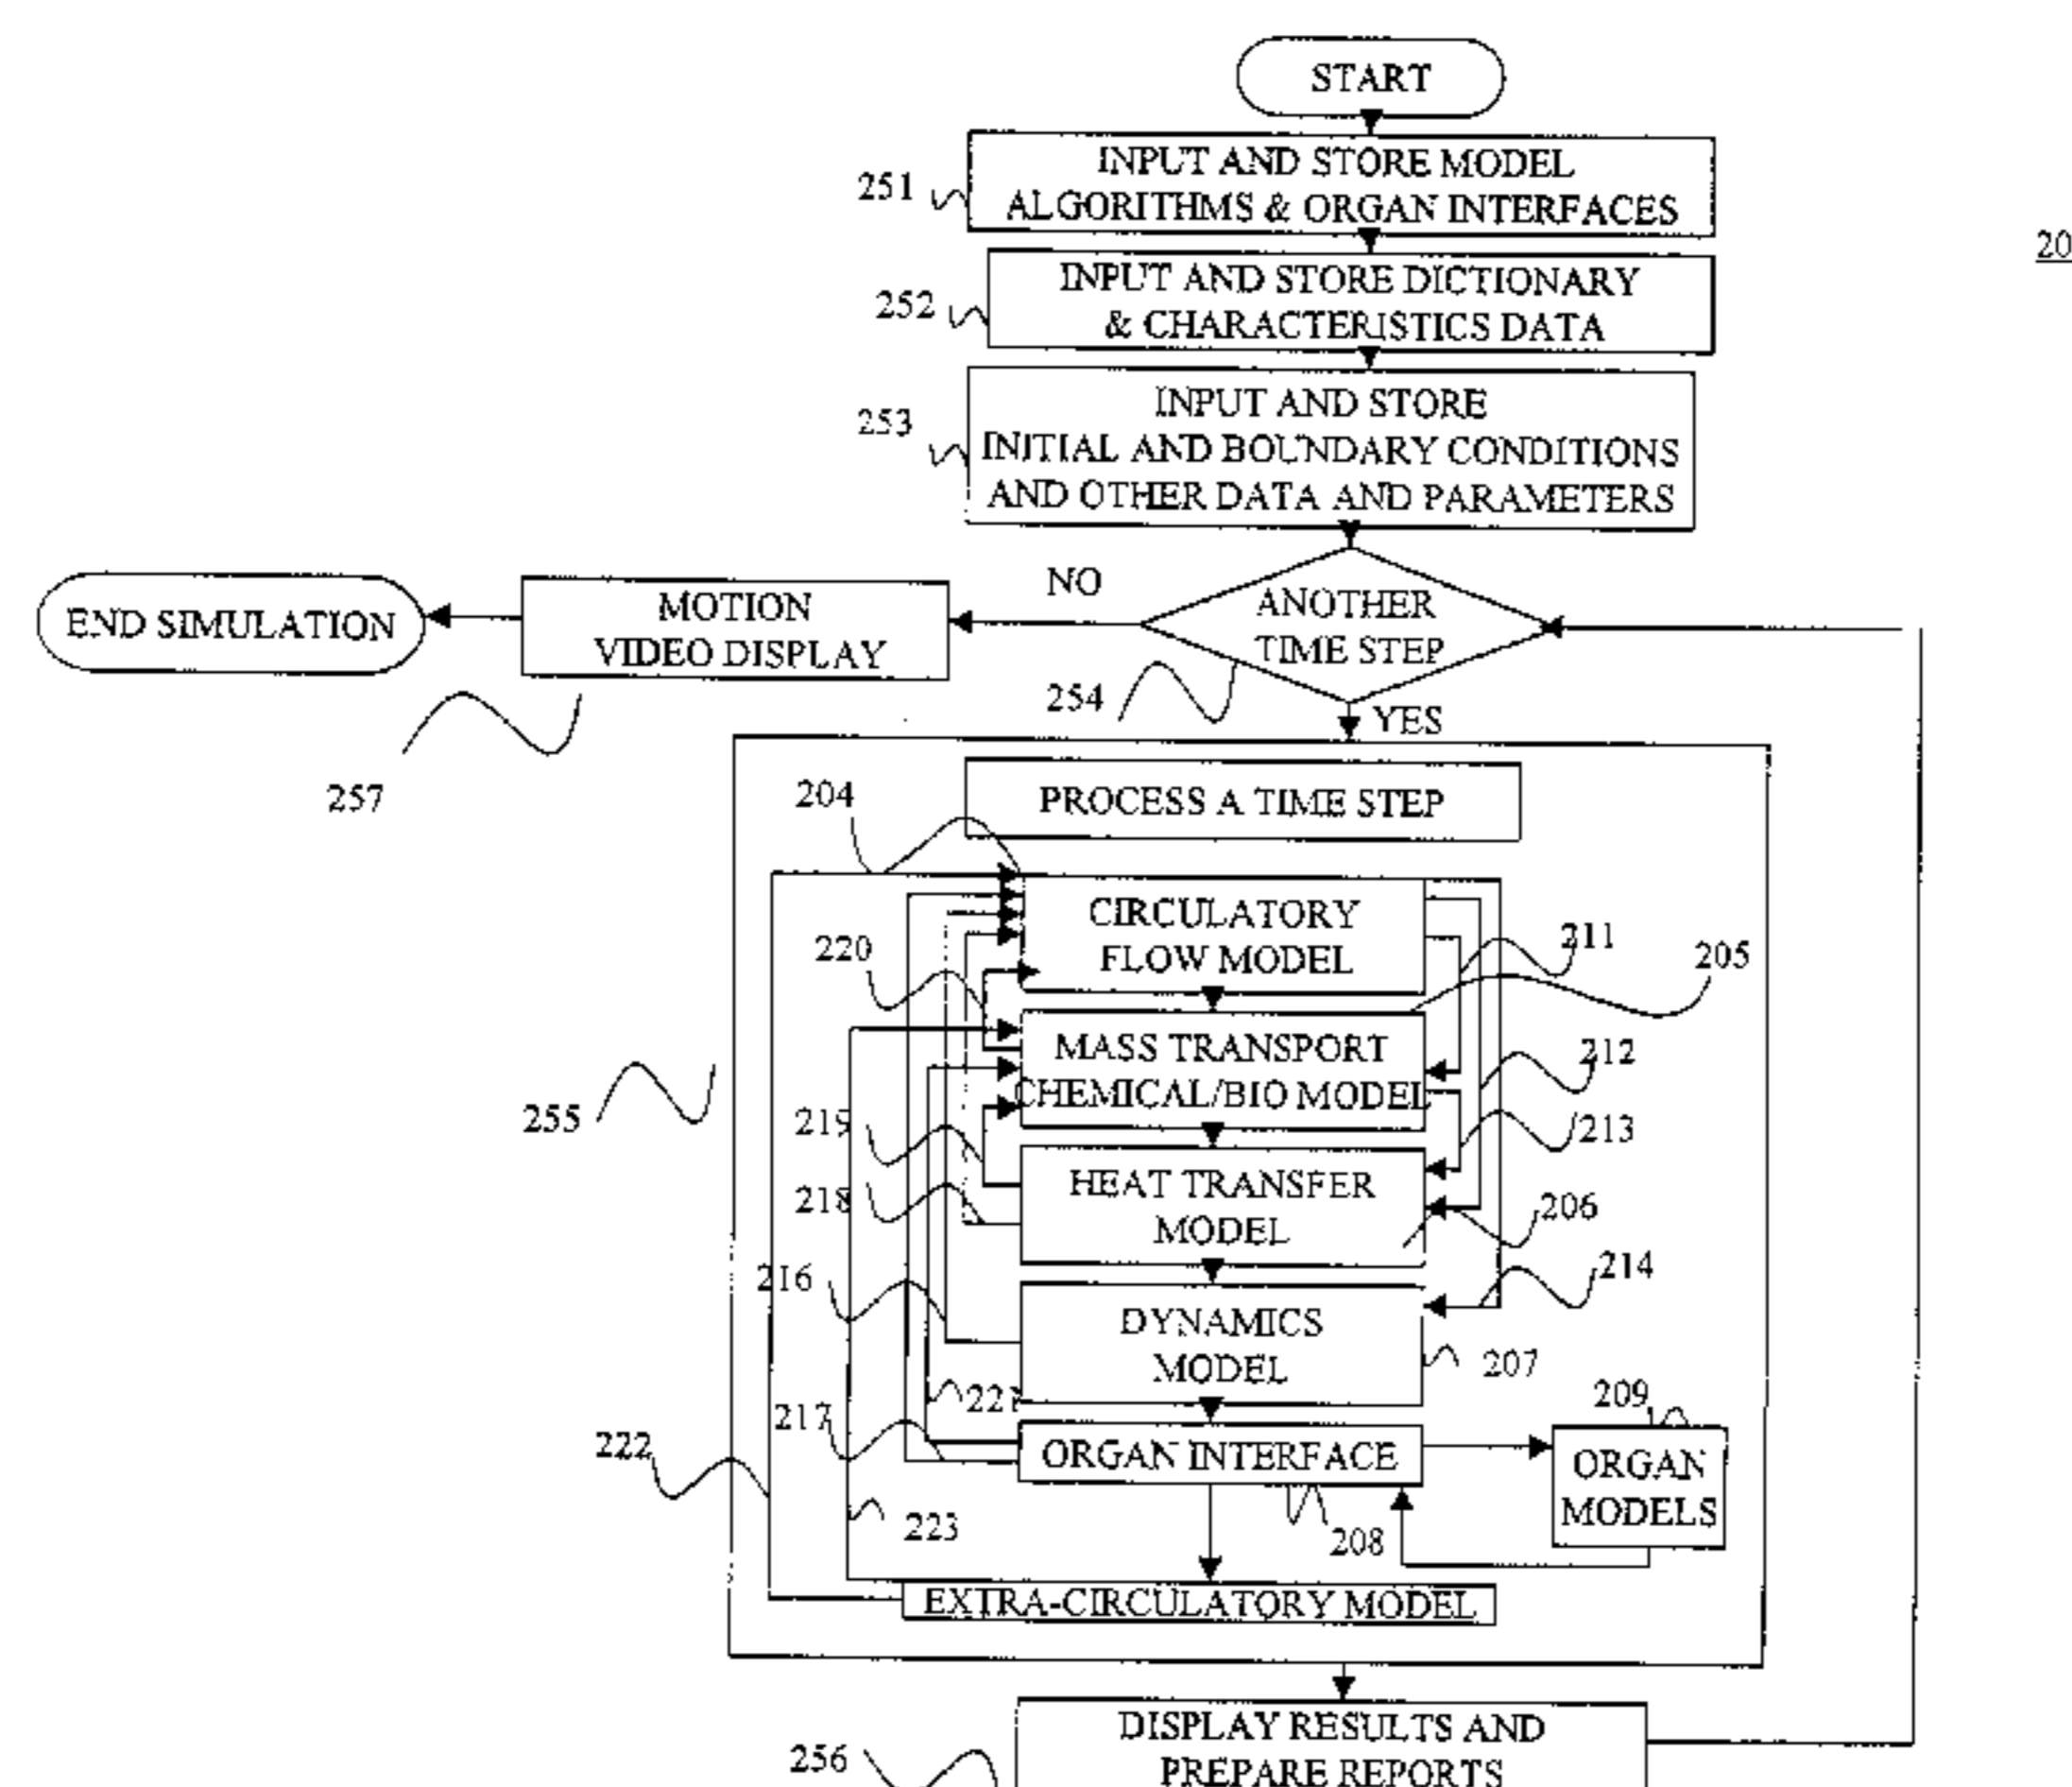 START
INPUT AND STORE MODEL
ALGORITHMS & ORGAN INTERFACES
251
20
INPUT AND STORE DICTIONARY
& CHARACTERISTICS DATA
252
INPUT AND STORE
INITIAL AND BOUNDARY CONDITIONS
AND OTHER DATA AND PARAMETERS
253
NO
ANOTHER
TIME STEP
MOTION
VIDEO DISPLAY
END SIMULATION
254
YES
257
204
PROCESS A TIME STEP
CIRCULATORY
FLOW MODEL
220
211
205
MASS TRANSPORT
CHEMICAL/BIO MODEL
212
255
219
213
218
HEAT TRANSFER
MODEL
206
216
214
DYNAMICS
MODEL
207
221
217
209
222
ORGAN INTERFACE
ORGAN
MODELS
223
208
EXTRA-CIRCULATORY MODEL
DISPLAY RESULTS AND
PREPARE REPORTS
256